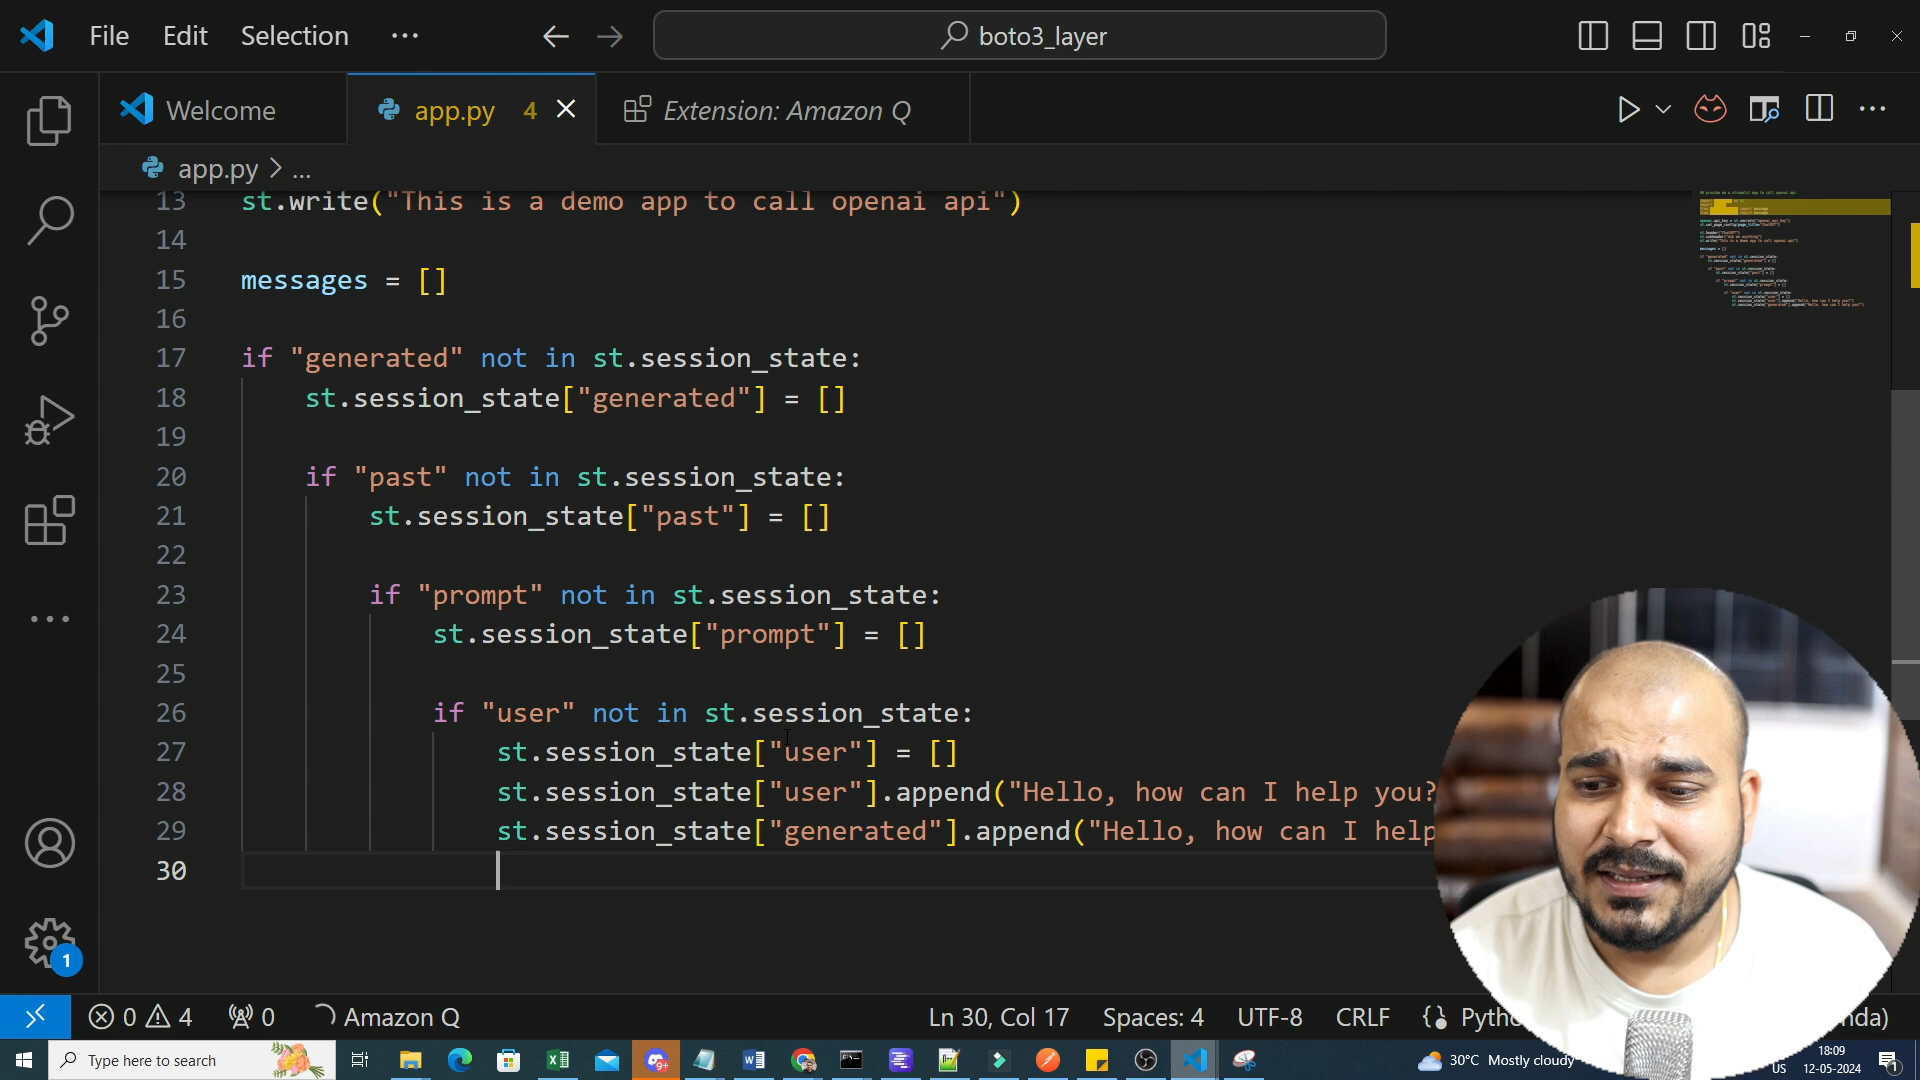 File Edit Selection ··· boto3_layer
Welcome app.py 4 Extension: Amazon Q
app.py > ...
13 st.write("This is a demo app to call openai api")
14
15 messages = []
16
17 if "generated" not in st.session_state:
18 st.session_state["generated"] = []
19
20 if "past" not in st.session_state:
21 st.session_state["past"] = []
22
23 if "prompt" not in st.session_state:
24 st.session_state["prompt"] = []
25
26 if "user" not in st.session_state:
27 st.session_state["user"] = []
28 st.session_state["user"].append("Hello, how can I help you?
29 st.session_state["generated"].append("Hello, how can I help
30
1
0 4 0 Amazon Q Ln 30, Col 17 Spaces: 4 UTF-8 CRLF
Type here to search 9+ 30°C Mostly cloudy US 18:09
12-05-2024 1